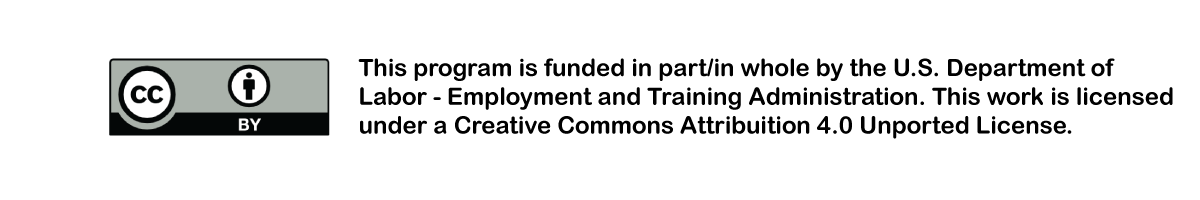 cc
BY
This program is funded in part/in whole by the U.S. Department of
Labor - Employment and Training Administration. This work is licensed
under a Creative Commons Attribuition 4.0 Unported License.